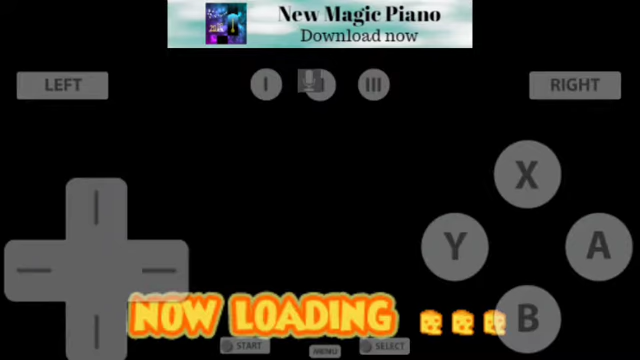 New Magic Piano
Download now
LEFT
I
III
RIGHT
X
Y
A
B
NOW LOADING
START
MENU
SELECT